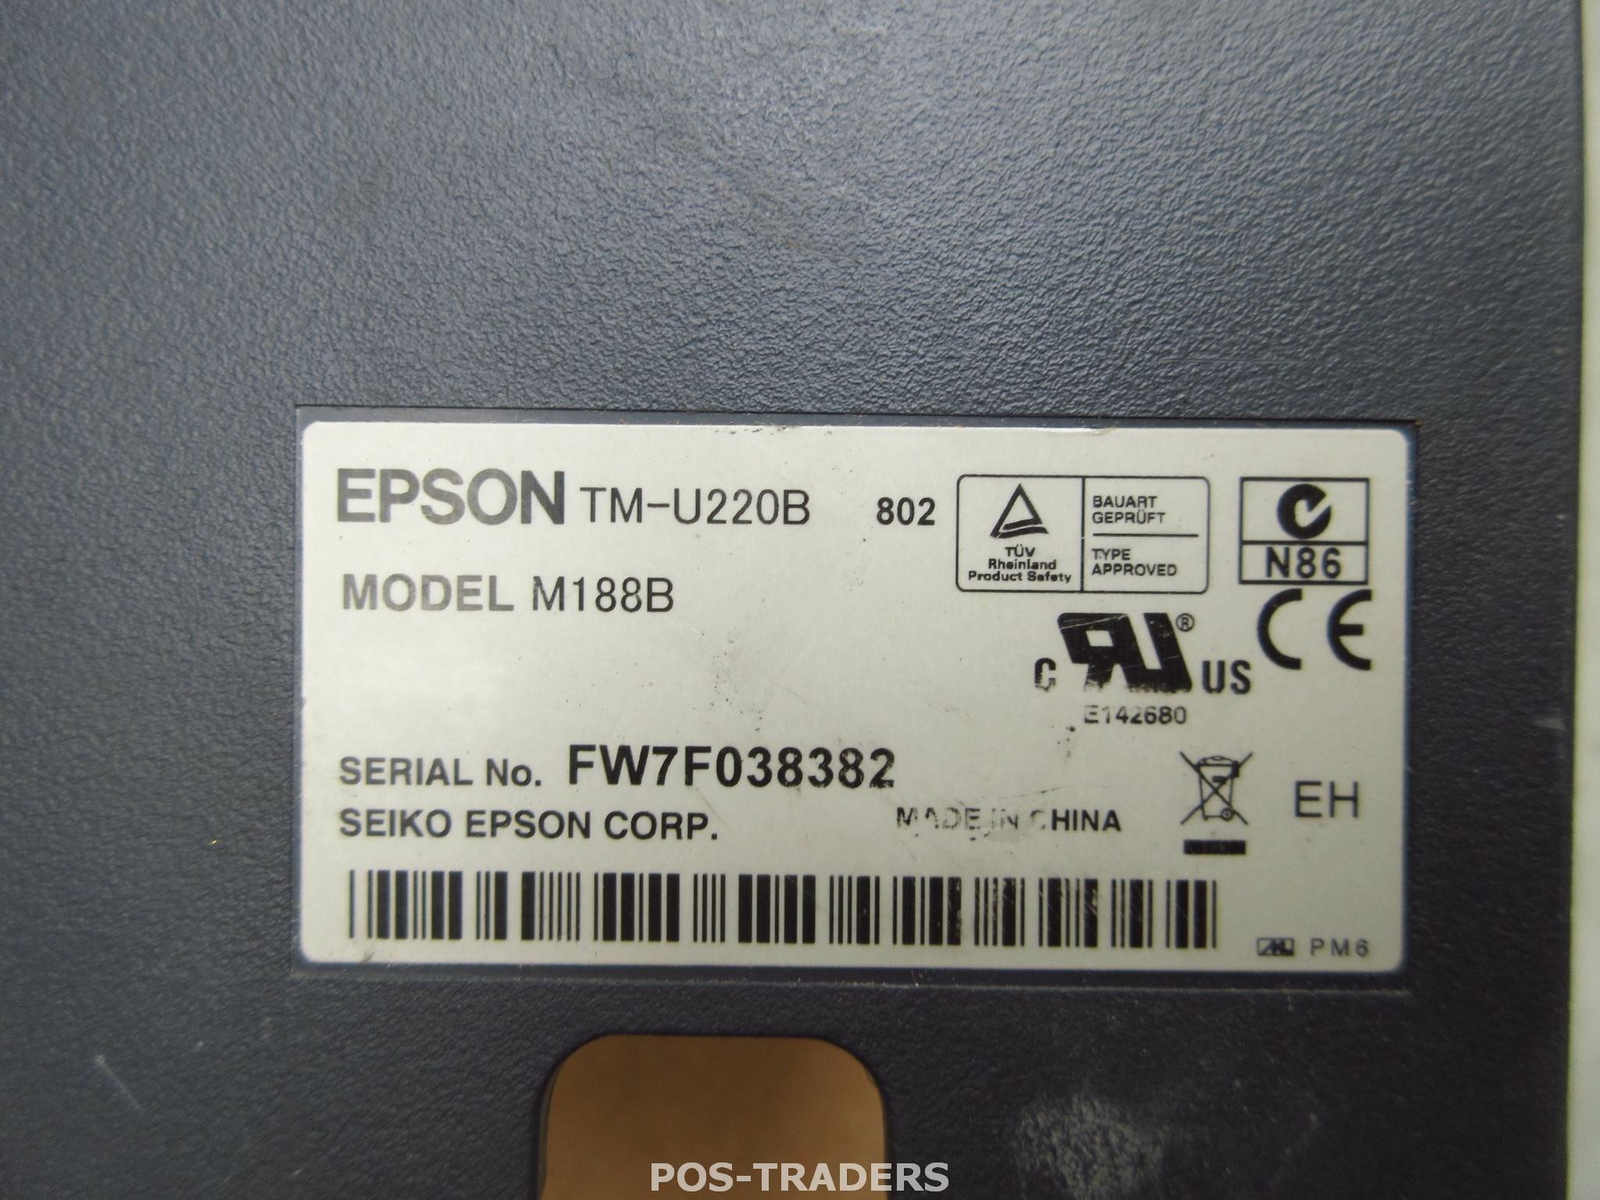 EPSON TM-U220B 802
MODEL M188B
TÜV
Rheinland
Product Safety
BAUART
GEPRÜFT
TYPE
APPROVED
N86
CE
C RU ® US
E142680
SERIAL No. FW7F038382
SEIKO EPSON CORP. MADE IN CHINA
EH
PM6
POS-TRADERS